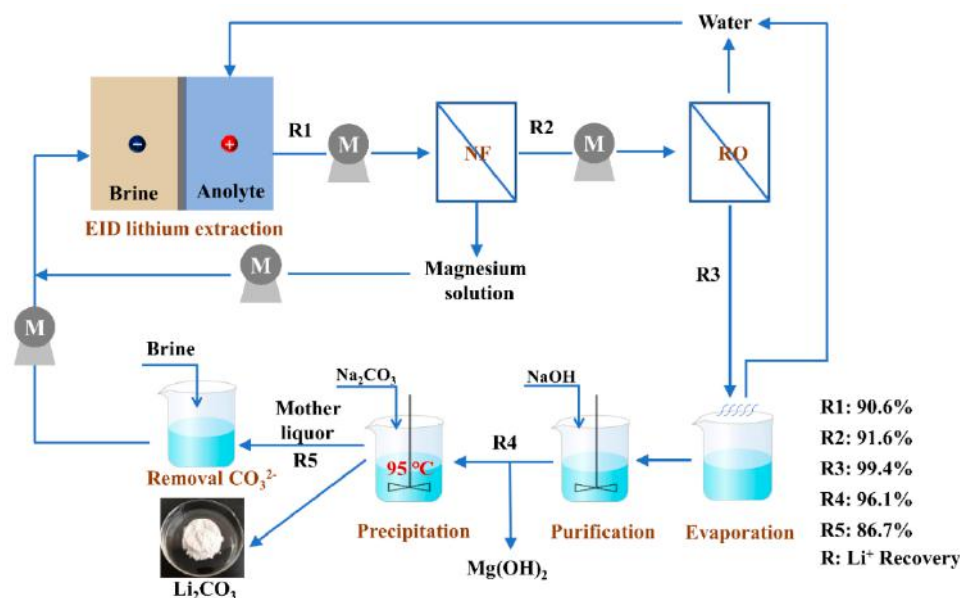 Water
R1
M
NF
R2
M
RO
Brine
Anolyte
EID lithium extraction
M
Magnesium
solution
R3
M
Brine
Na₂CO₃
NaOH
Mother
liquor
R5
95 ℃
R4
Removal CO₃²⁻
Precipitation
Purification
Evaporation
Li₂CO₃
Mg(OH)₂
R1: 90.6%
R2: 91.6%
R3: 99.4%
R4: 96.1%
R5: 86.7%
R: Li⁺ Recovery